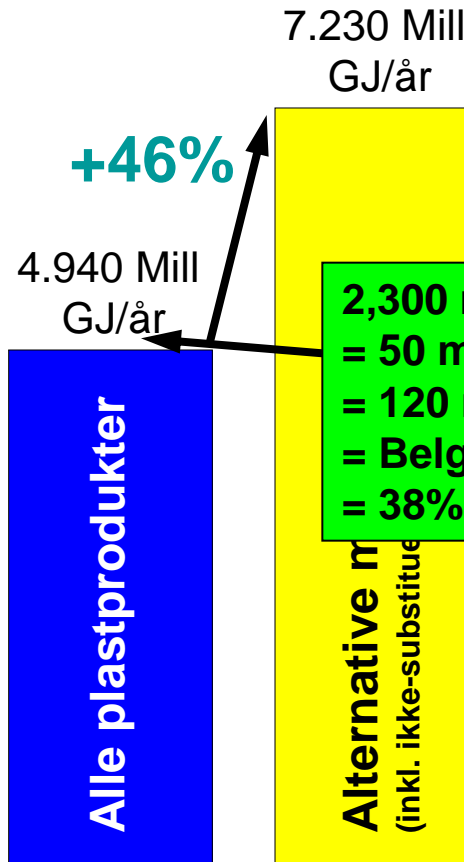 7.230 Mill
GJ/år
+46%
4.940 Mill
GJ/år
2,300
= 50
= 120
= Belg
= 38%
Alle plastprodukter
Alternative
(inkl. ikke-substitue